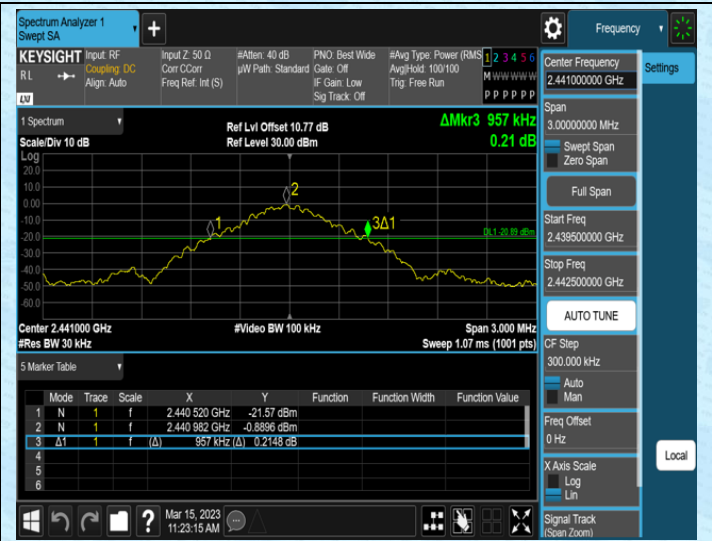 Spectrum Analyzer 1
Swept SA
+
Frequency
Settings
KEYSIGHT
RL
LXI
Input: RF
Coupling: DC
Align: Auto
Input Z: 50 Ω
Corr CCorr
Freq Ref: Int (S)
#Atten: 40 dB
µW Path: Standard
PNO: Best Wide
Gate: Off
IF Gain: Low
Sig Track: Off
#Avg Type: Power (RMS
Avg|Hold: 100/100
Trig: Free Run
1 2 3 4 5 6
M W W W W W
P P P P P P
1 Spectrum
Scale/Div 10 dB
Ref Lvl Offset 10.77 dB
Ref Level 30.00 dBm
ΔMkr3 957 kHz
0.21 dB
Log
20.0
10.0
0.00
-10.0
-20.0
-30.0
-40.0
-50.0
-60.0
1
2
3Δ1
DL1 -20.89 dBm
Center 2.441000 GHz
#Video BW 100 kHz
Span 3.000 MHz
#Res BW 30 kHz
Sweep 1.07 ms (1001 pts)
5 Marker Table
Mode Trace Scale X Y Function Function Width Function Value
1 N 1 f 2.440 520 GHz -21.57 dBm
2 N 1 f 2.440 982 GHz -0.8896 dBm
3 Δ1 1 f (Δ) 957 kHz (Δ) 0.2148 dB
4
5
6
Center Frequency
2.441000000 GHz
Span
3.00000000 MHz
Swept Span
Zero Span
Full Span
Start Freq
2.439500000 GHz
Stop Freq
2.442500000 GHz
AUTO TUNE
CF Step
300.000 kHz
Auto
Man
Freq Offset
0 Hz
X Axis Scale
Log
Lin
Signal Track
(Span Zoom)
Local
?
Mar 15, 2023
11:23:15 AM